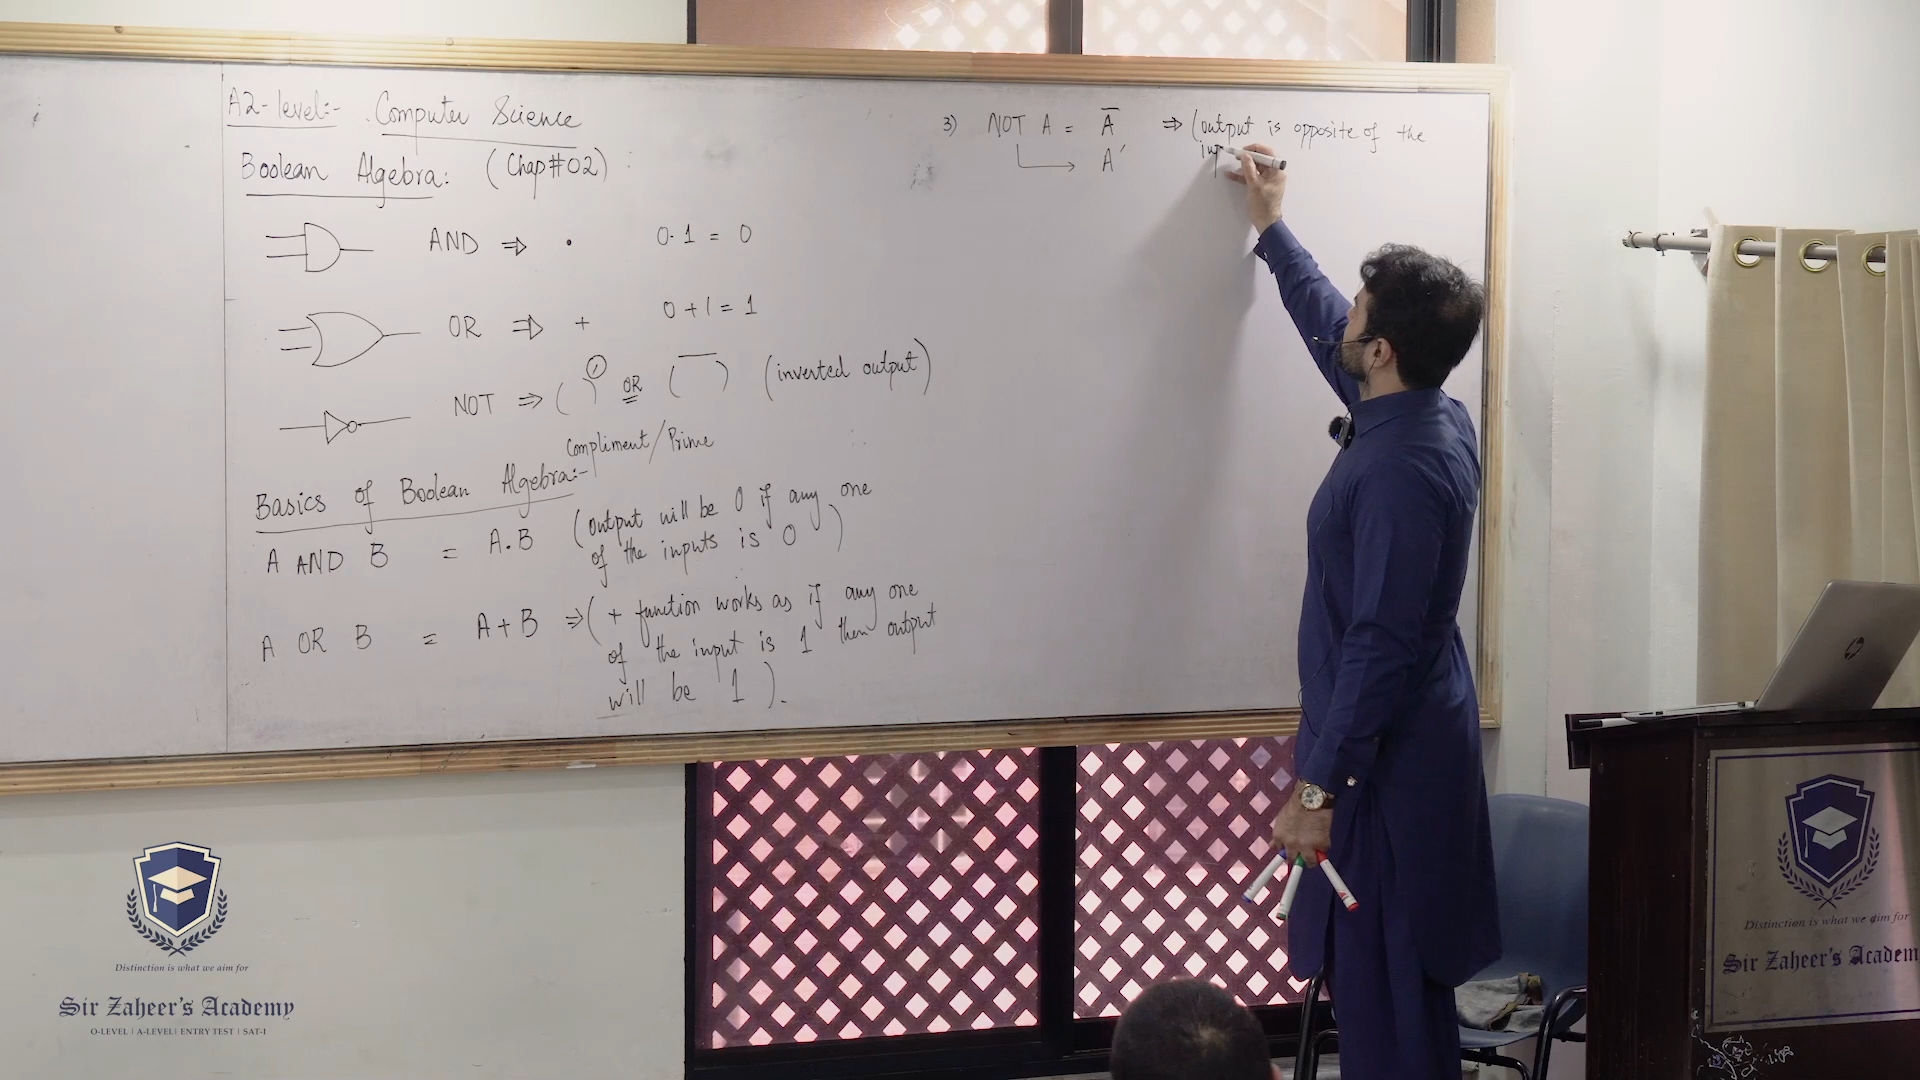 A2-level:- Computer Science
Boolean Algebra: (Chap#02)
AND ⇒ • 0.1 = 0
OR ⇒ + 0+1=1
NOT ⇒ ( )' OR ( ‾ ) (inverted output)
Compliment/Prime
Basics of Boolean Algebra:-
A AND B = A.B (output will be 0 if any one
of the inputs is 0)
A OR B = A+B ⇒ (+ function works as if any one
of the input is 1 then output
will be 1).
3) NOT A = A̅ ⇒ (output is opposite of the
inp
A'
Distinction is what we aim for
Sir Zaheer's Academy
O-LEVEL | A-LEVEL | ENTRY TEST | SAT-I
Distinction is what we aim for
Sir Zaheer's Academ
hp